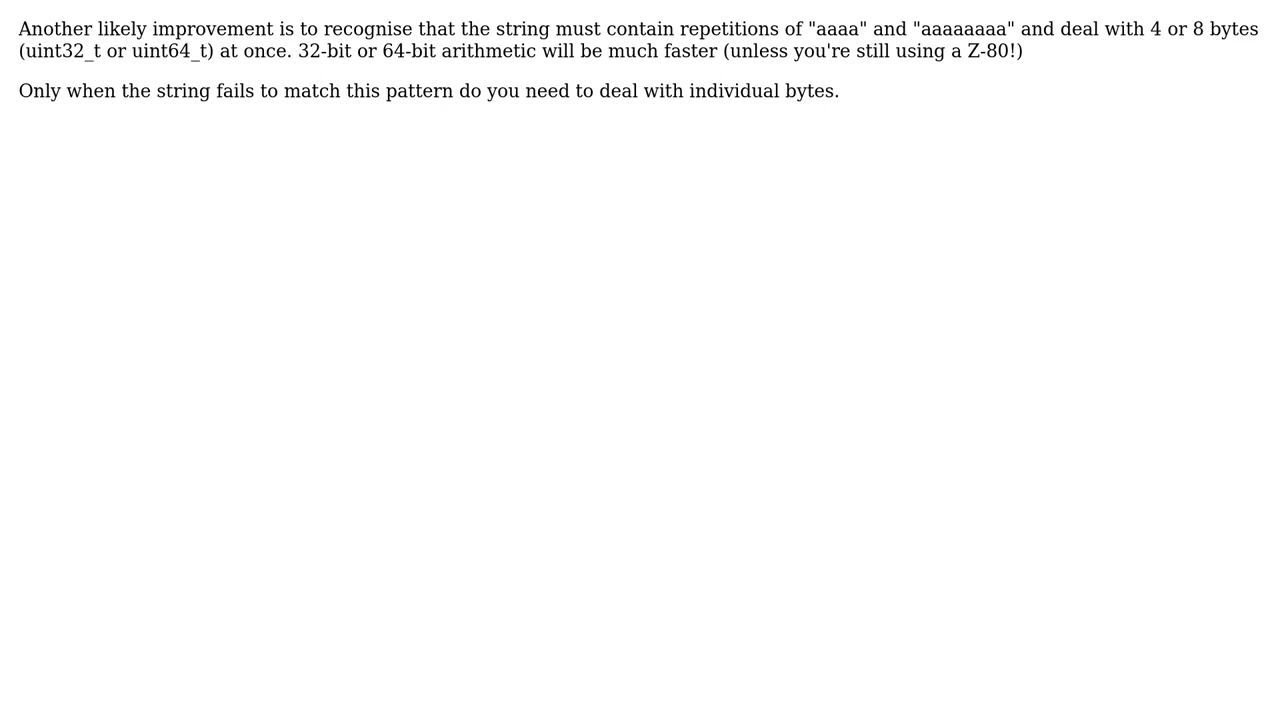 Another likely improvement is to recognise that the string must contain repetitions of "aaaa" and "aaaaaaaa" and deal with 4 or 8 bytes
(uint32_t or uint64_t) at once. 32-bit or 64-bit arithmetic will be much faster (unless you're still using a Z-80!)
Only when the string fails to match this pattern do you need to deal with individual bytes.